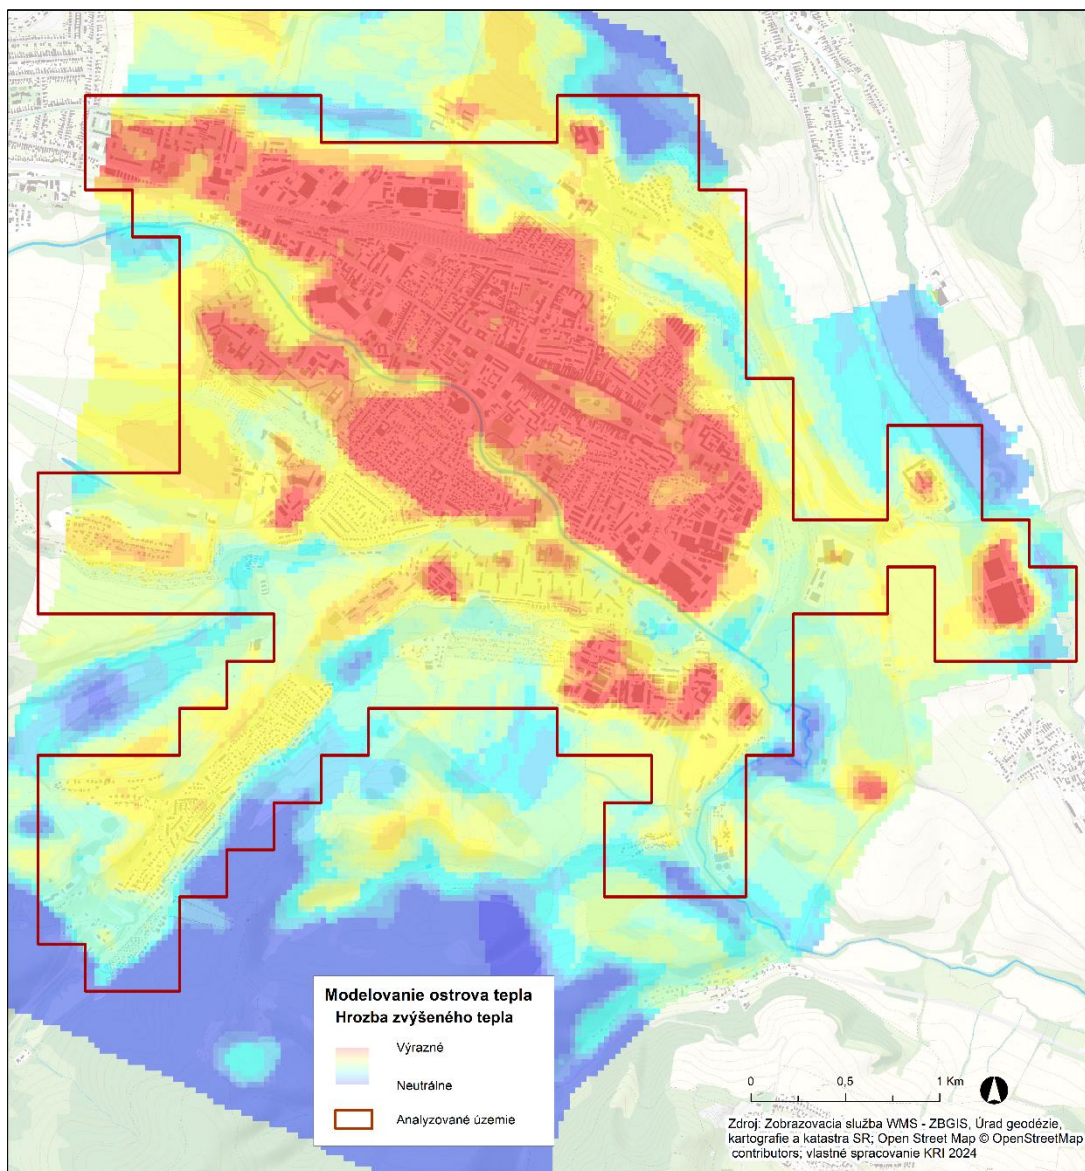 Modelovanie ostrova tepla
Hrozba zvýšeného tepla
Výrazné
Neutrálne
Analyzované územie
0 0,5 1 Km
Zdroj: Zobrazovacia služba WMS - ZBGIS, Úrad geodézie,
kartografie a katastra SR; Open Street Map © OpenStreetMap
contributors; vlastné spracovanie KRI 2024